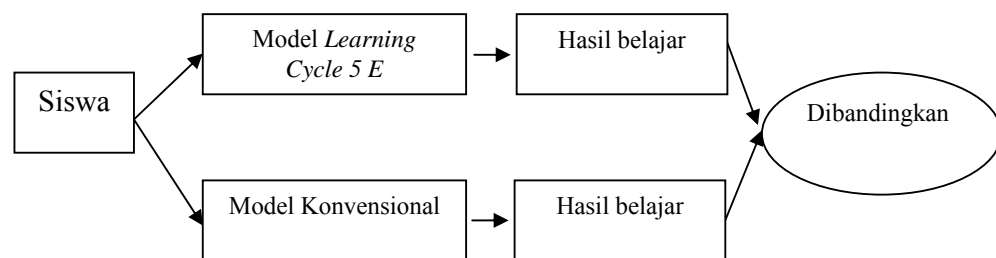 Siswa
Model Learning
Cycle 5 E
Hasil belajar
Dibandingkan
Model Konvensional
Hasil belajar